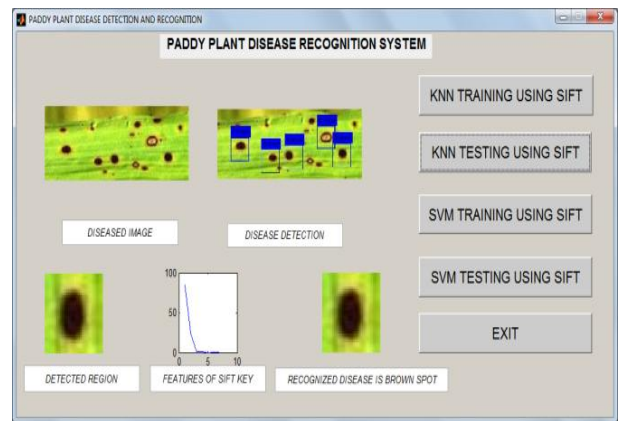 PADDY PLANT DISEASE DETECTION AND RECOGNITION
PADDY PLANT DISEASE RECOGNITION SYSTEM
KNN TRAINING USING SIFT
KNN TESTING USING SIFT
SVM TRAINING USING SIFT
SVM TESTING USING SIFT
EXIT
DISEASED IMAGE
DISEASE DETECTION
100
50
0
0 5 10
DETECTED REGION
FEATURES OF SIFT KEY
RECOGNIZED DISEASE IS BROWN SPOT